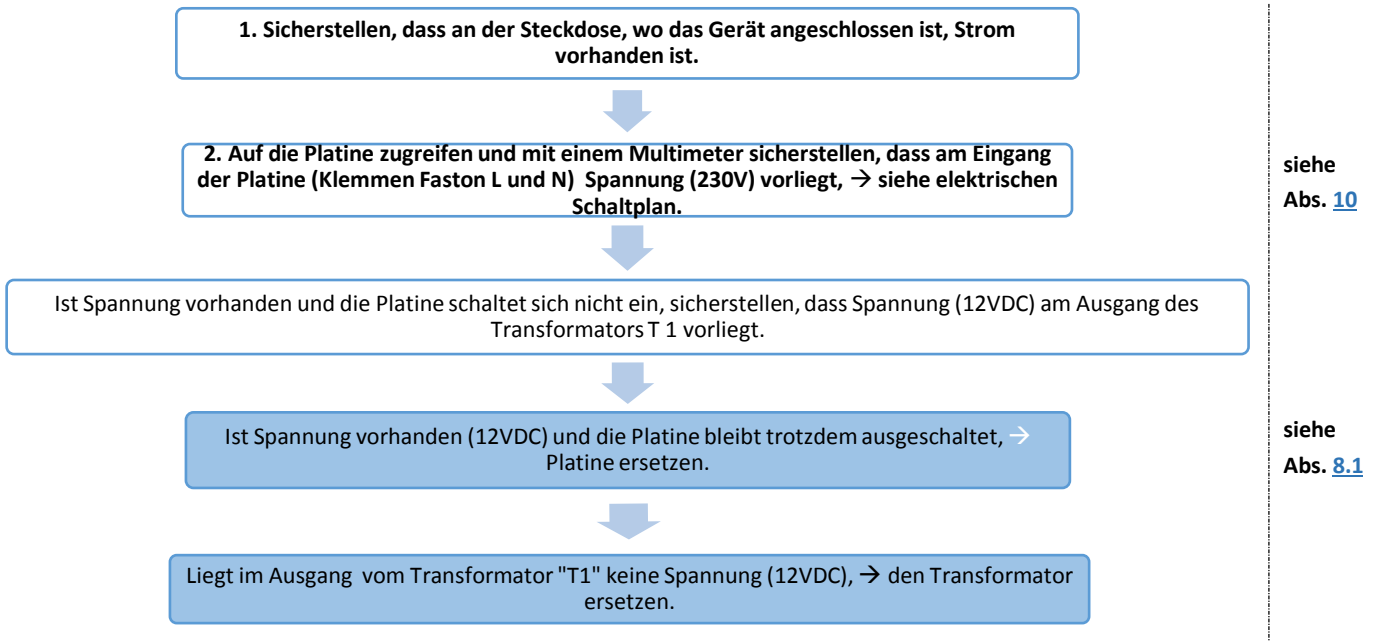 1. Sicherstellen, dass an der Steckdose, wo das Gerät angeschlossen ist, Strom
vorhanden ist.
2. Auf die Platine zugreifen und mit einem Multimeter sicherstellen, dass am Eingang
der Platine (Klemmen Faston L und N) Spannung (230V) vorliegt, → siehe elektrischen
Schaltplan.
siehe
Abs. 10
Ist Spannung vorhanden und die Platine schaltet sich nicht ein, sicherstellen, dass Spannung (12VDC) am Ausgang des
Transformators T 1 vorliegt.
Ist Spannung vorhanden (12VDC) und die Platine bleibt trotzdem ausgeschaltet, →
Platine ersetzen.
siehe
Abs. 8.1
Liegt im Ausgang vom Transformator "T1" keine Spannung (12VDC), → den Transformator
ersetzen.